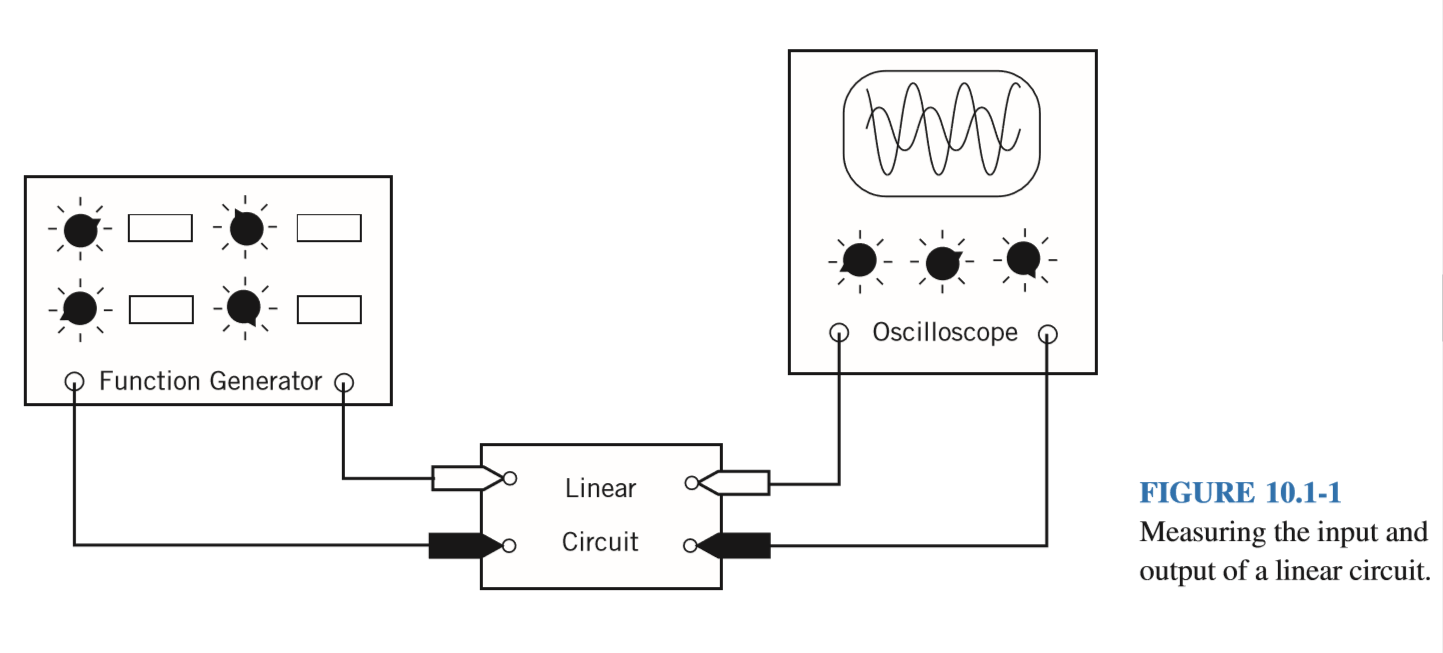 Oscilloscope
Function Generator
Linear
Circuit
FIGURE 10.1-1
Measuring the input and
output of a linear circuit.